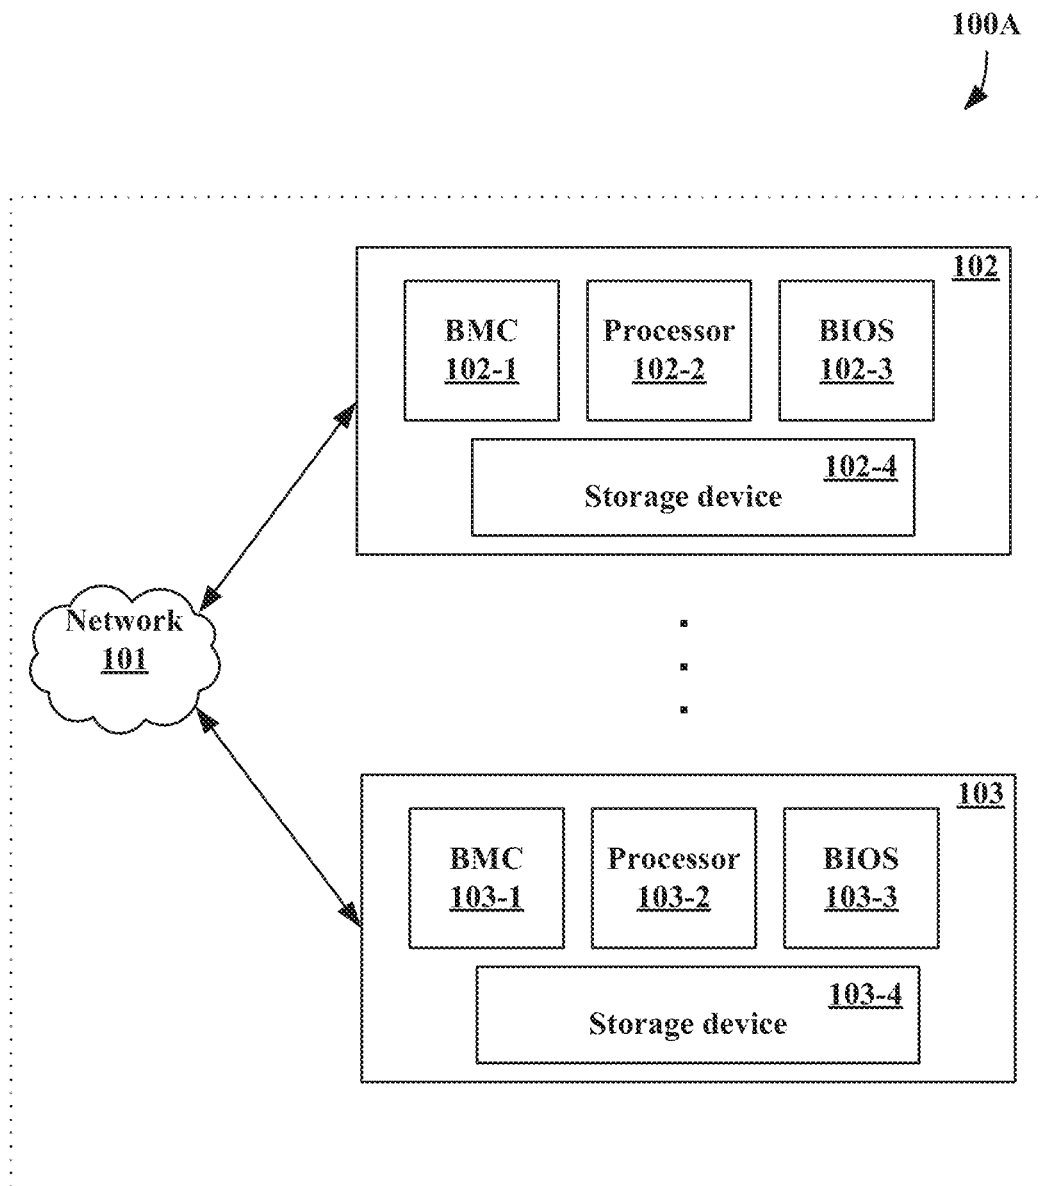 100A
102
BMC
102-1
Processor
102-2
BIOS
102-3
102-4
Storage device
Network
101
103
BMC
103-1
Processor
103-2
BIOS
103-3
103-4
Storage device